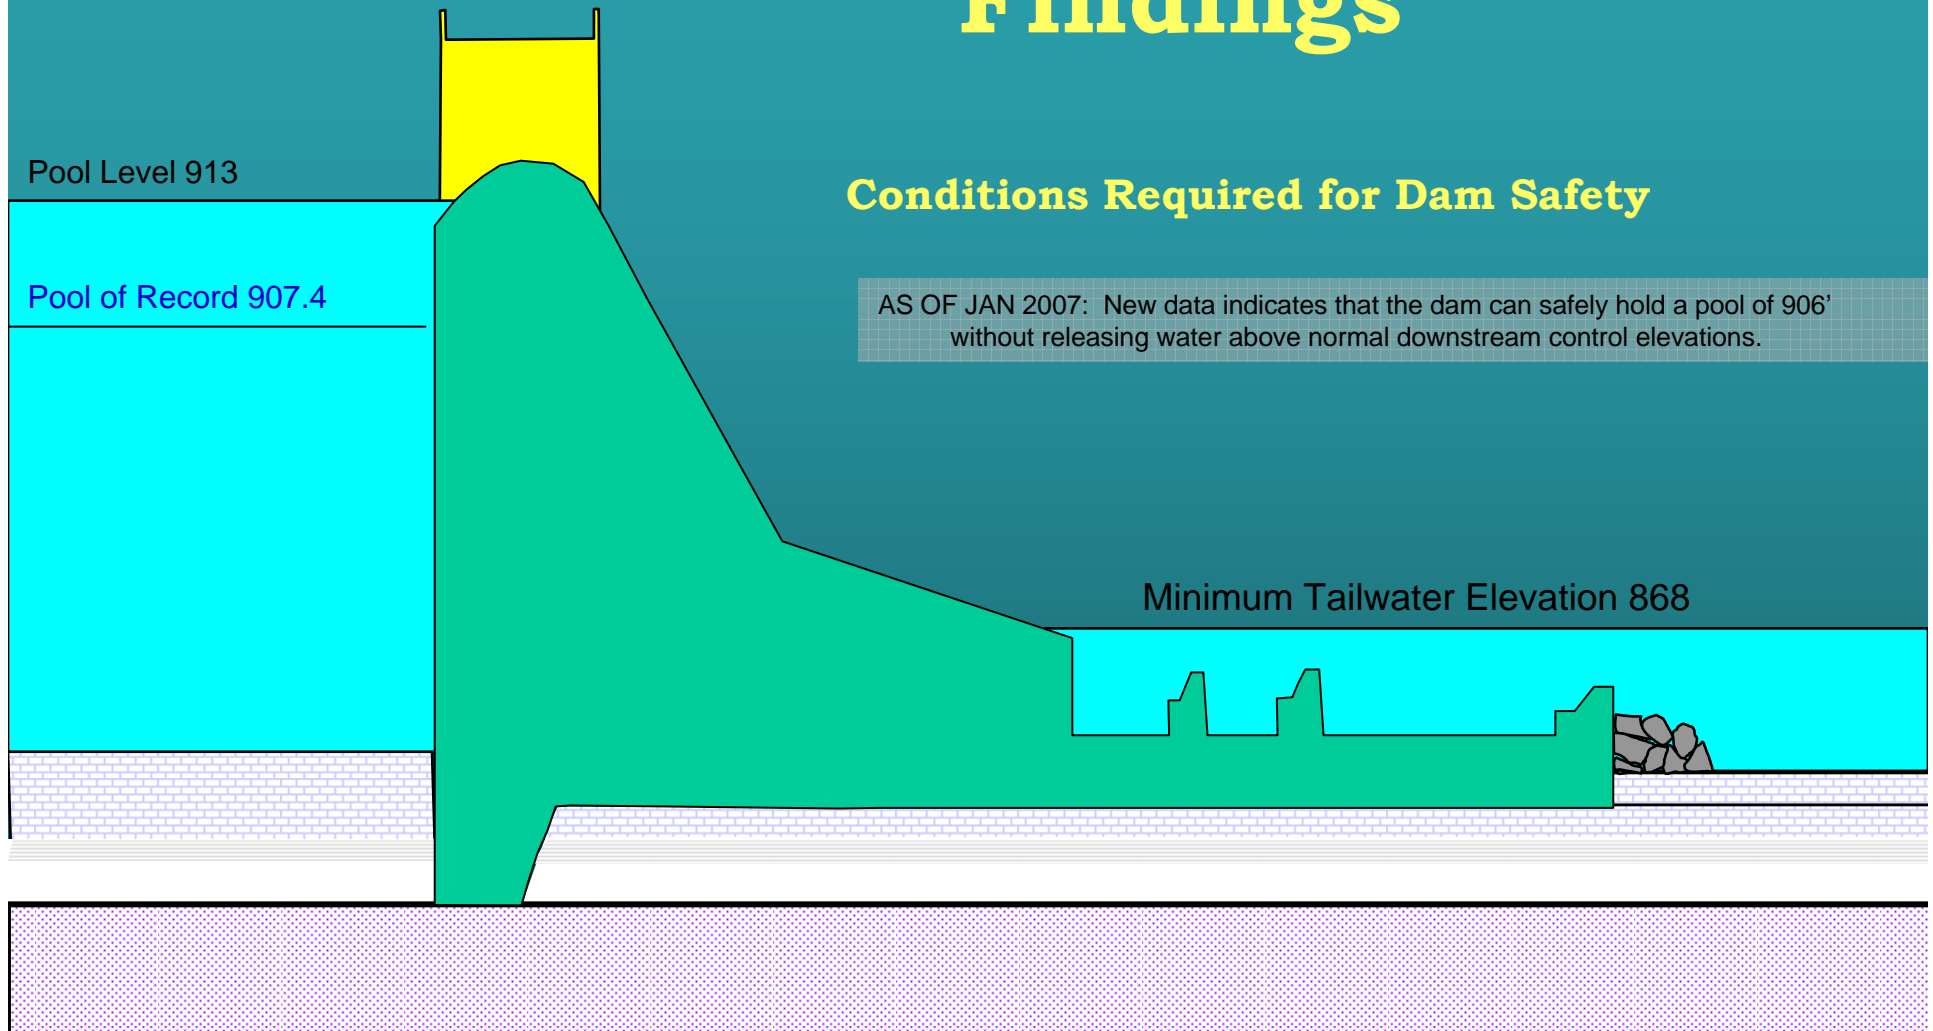 Findings
Pool Level 913
Conditions Required for Dam Safety
Pool of Record 907.4
AS OF JAN 2007:  New data indicates that the dam can safely hold a pool of 906’
without releasing water above normal downstream control elevations.
Minimum Tailwater Elevation 868